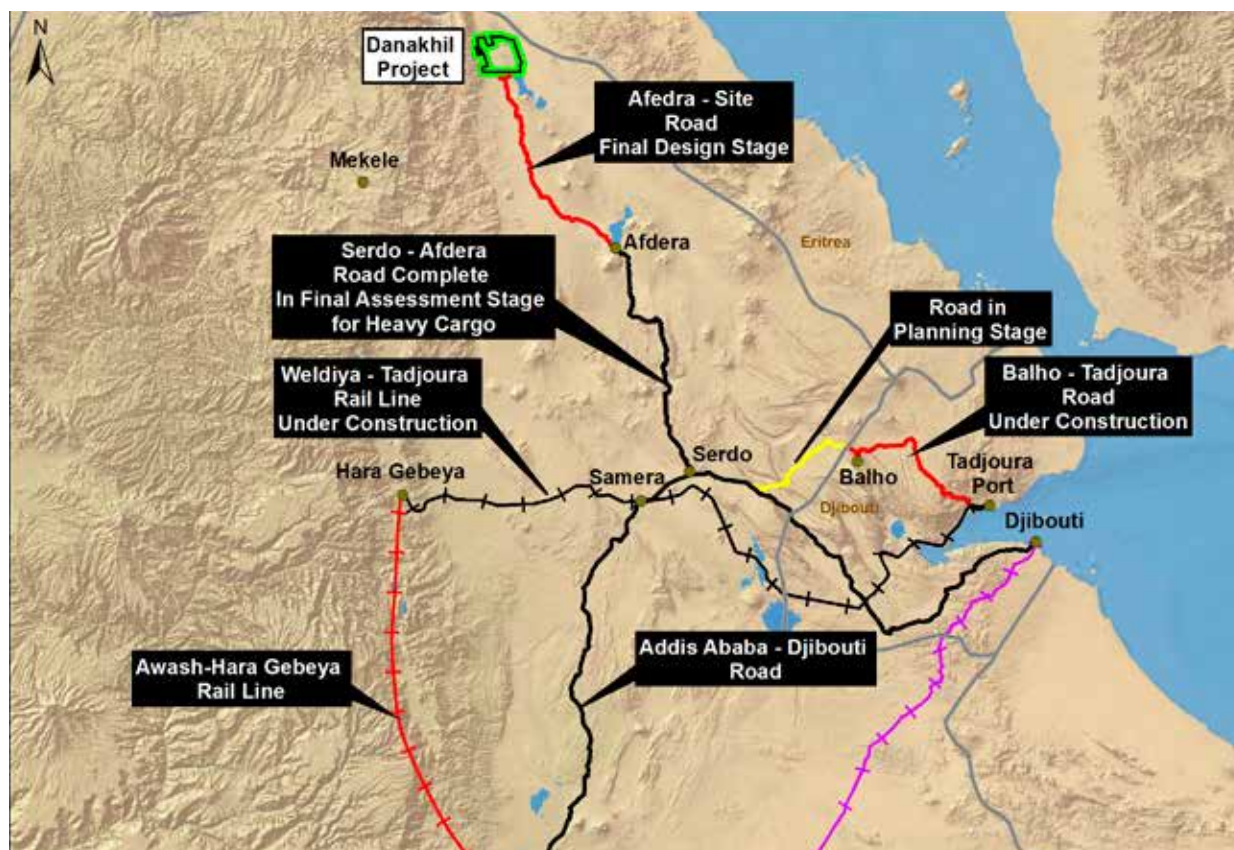 N
Danakhil
Project
Afedra - Site
Road
Final Design Stage
Mekele
Afdera
Eritrea
Serdo - Afdera
Road Complete
In Final Assessment Stage
for Heavy Cargo
Road in
Planning Stage
Weldiya - Tadjoura
Rail Line
Under Construction
Balho - Tadjoura
Road
Under Construction
Hara Gebeya
Samera
Serdo
Balho
Tadjoura
Port
Djibouti
Djibouti
Awash-Hara Gebeya
Rail Line
Addis Ababa - Djibouti
Road